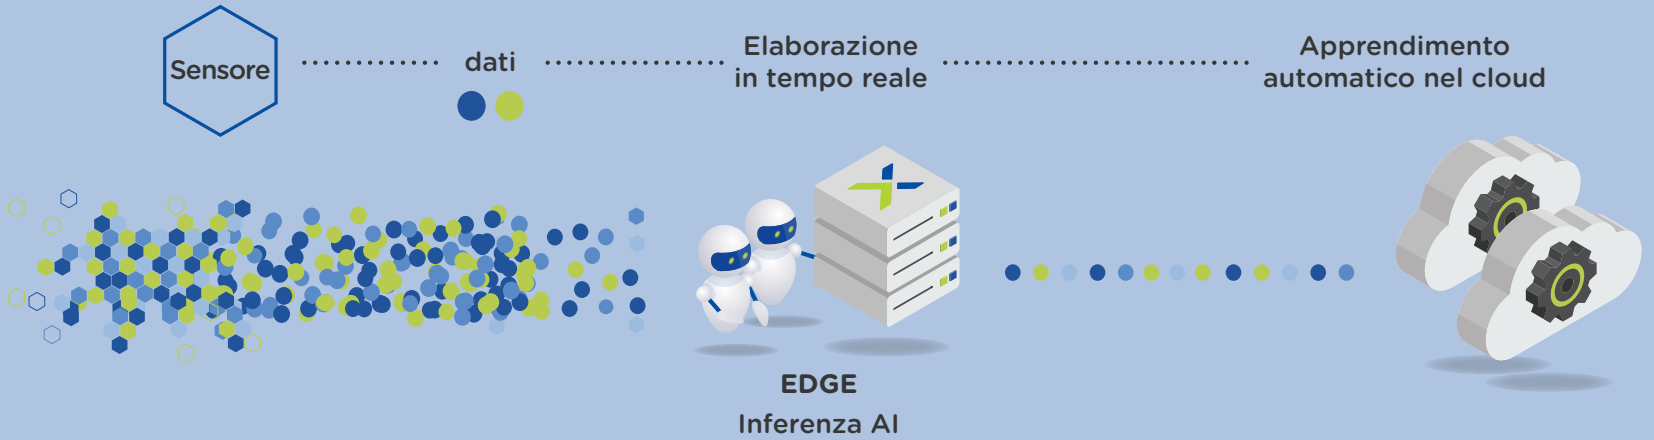 Sensore
dati
Elaborazione
in tempo reale
Apprendimento
automatico nel cloud
EDGE
Inferenza AI